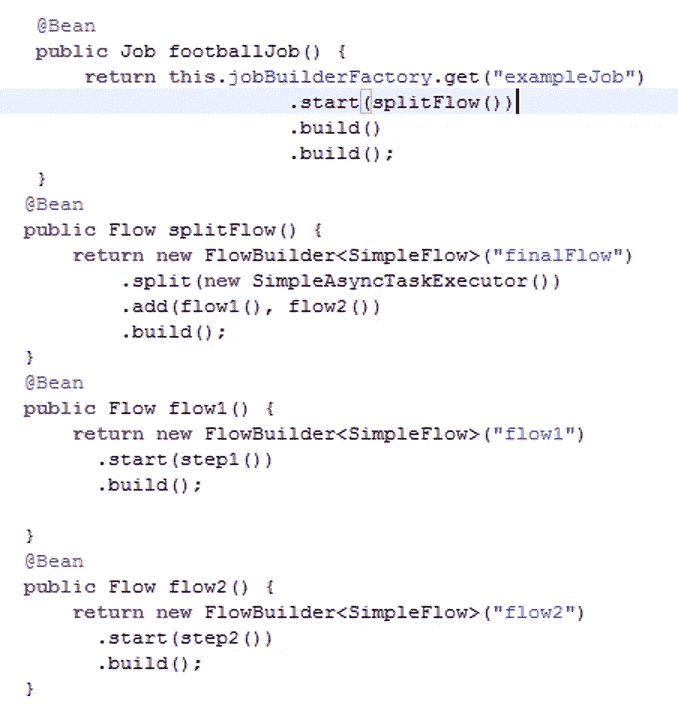 @Bean
public Job footballJob() {
return this.jobBuilderFactory.get("exampleJob")
.start(splitFlow())
.build()
.build();
}
@Bean
public Flow splitFlow() {
return new FlowBuilder<SimpleFlow>("finalFlow")
.split(new SimpleAsyncTaskExecutor())
.add(flow1(), flow2())
.build();
}
@Bean
public Flow flow1() {
return new FlowBuilder<SimpleFlow>("flow1")
.start(step1())
.build();
}
@Bean
public Flow flow2() {
return new FlowBuilder<SimpleFlow>("flow2")
.start(step2())
.build();
}